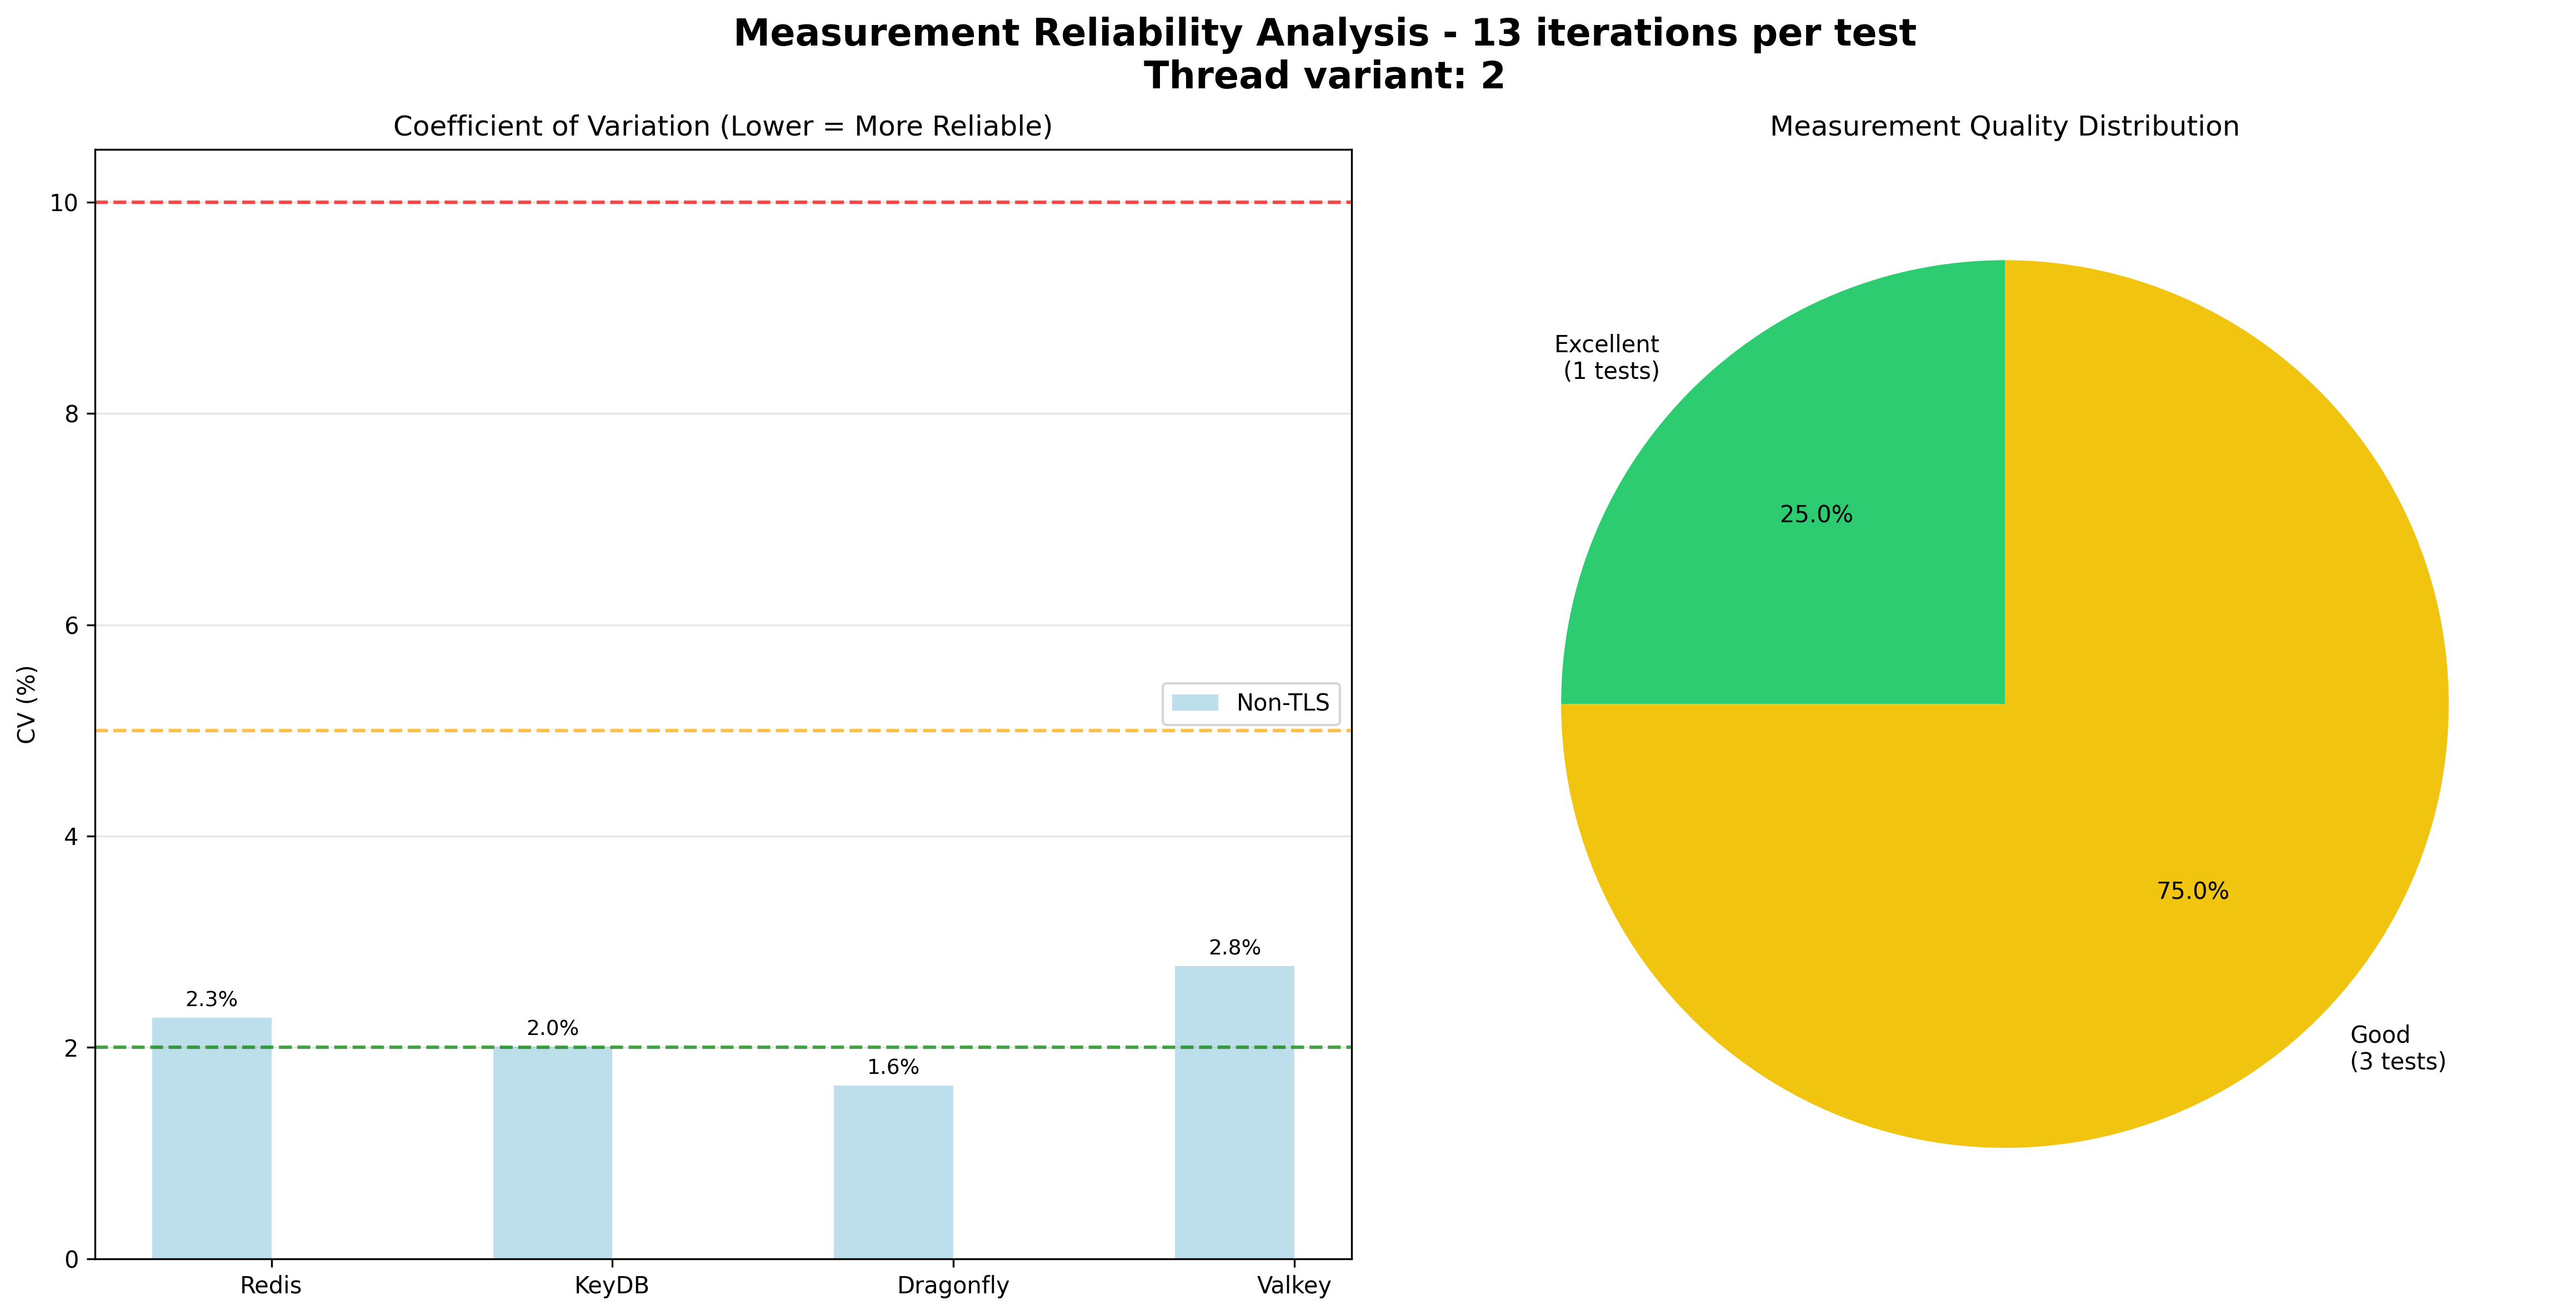 Measurement Reliability Analysis - 13 iterations per test
Thread variant: 2
Coefficient of Variation (Lower = More Reliable)
CV (%)
10
8
6
4
2
0
Non-TLS
2.3%
2.0%
1.6%
2.8%
Redis
KeyDB
Dragonfly
Valkey
Measurement Quality Distribution
Excellent
(1 tests)
25.0%
75.0%
Good
(3 tests)